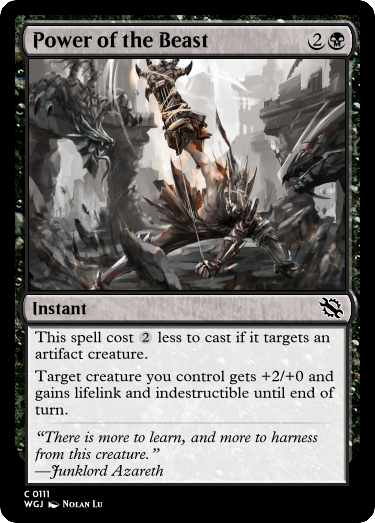 Power of the Beast 2
Instant
This spell cost 2 less to cast if it targets an
artifact creature.
Target creature you control gets +2/+0 and
gains lifelink and indestructible until end of
turn.
“There is more to learn, and more to harness
from this creature.”
—Junklord Azareth
C 0111
WGJ Nolan Lu